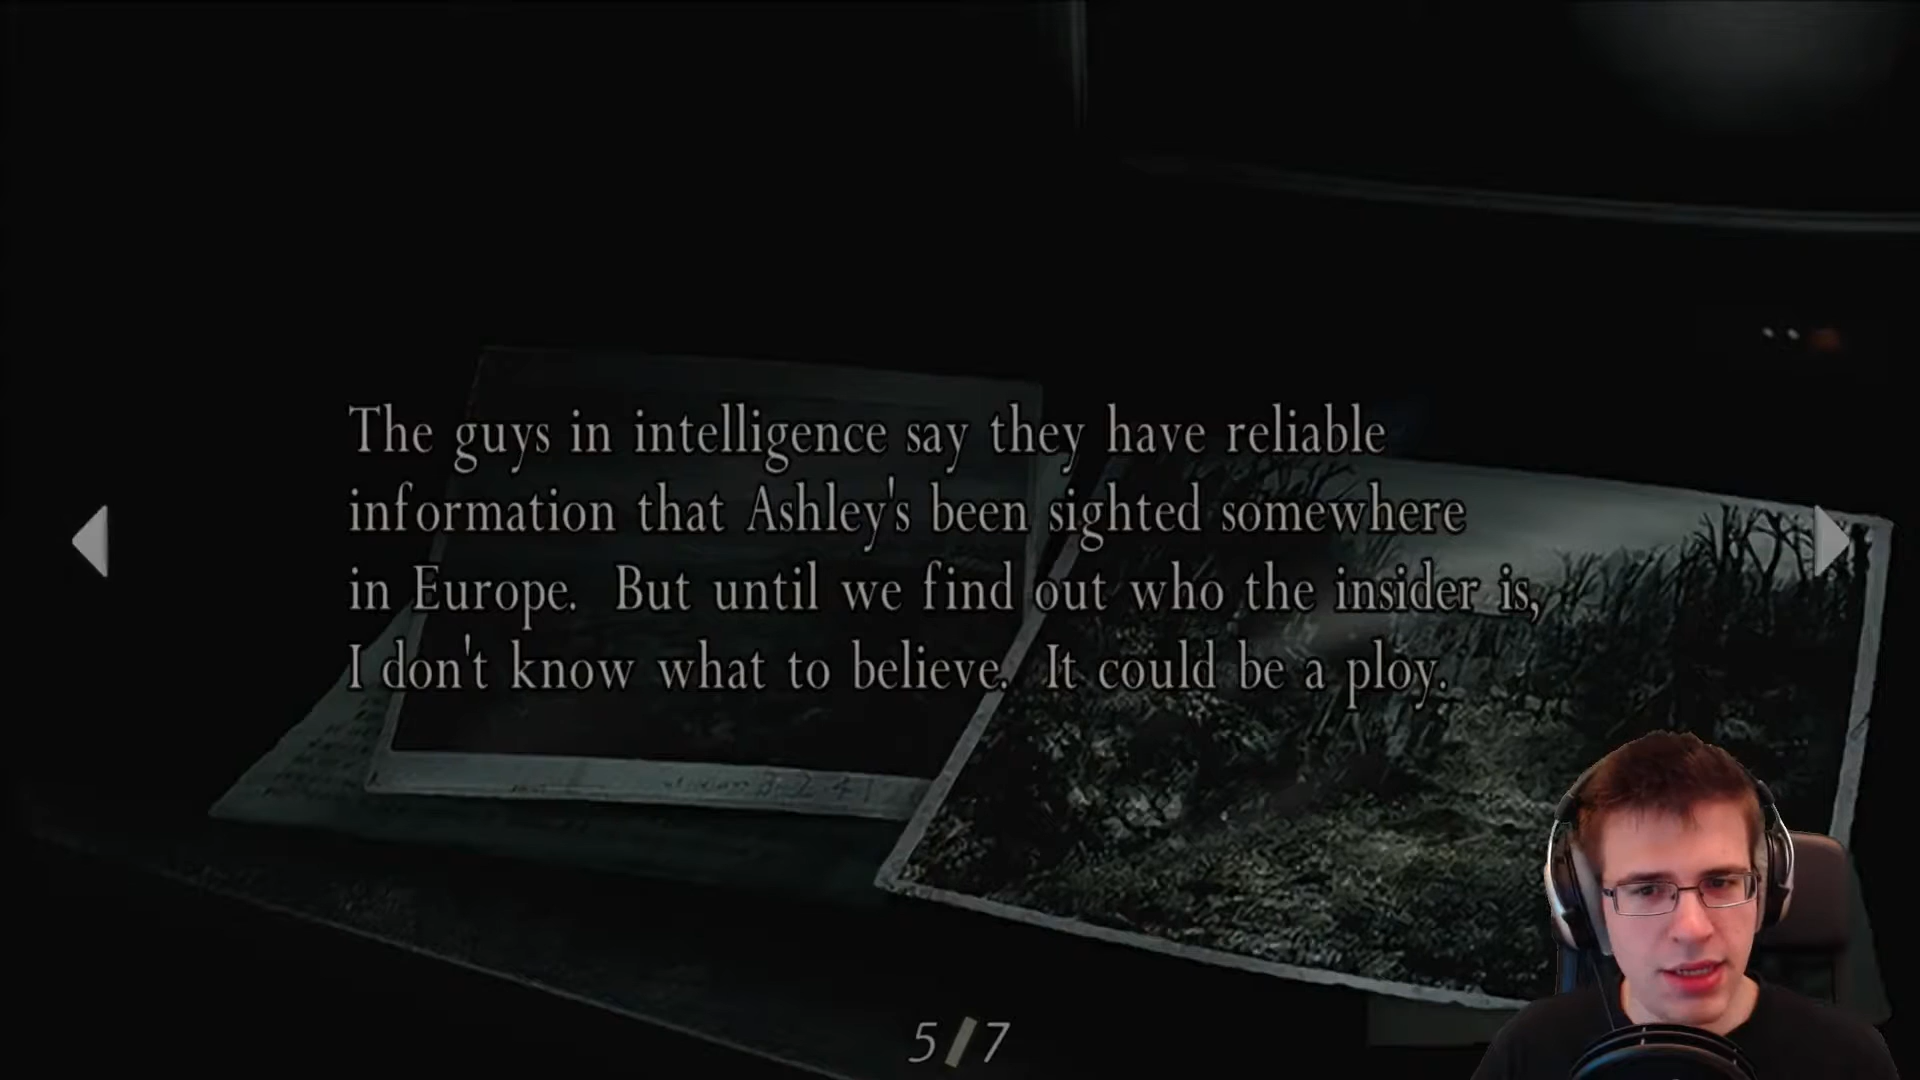 The guys in intelligence say they have reliable
information that Ashley's been sighted somewhere
in Europe. But until we find out who the insider is,
I don't know what to believe. It could be a ploy.
5/7